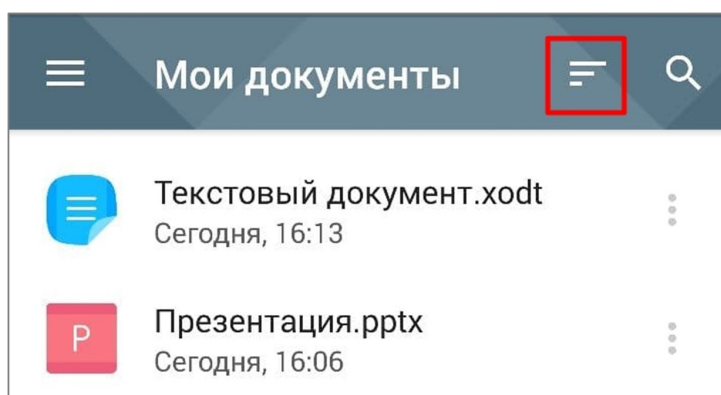 Мои документы
Текстовый документ.xodt
Сегодня, 16:13
P
Презентация.pptx
Сегодня, 16:06